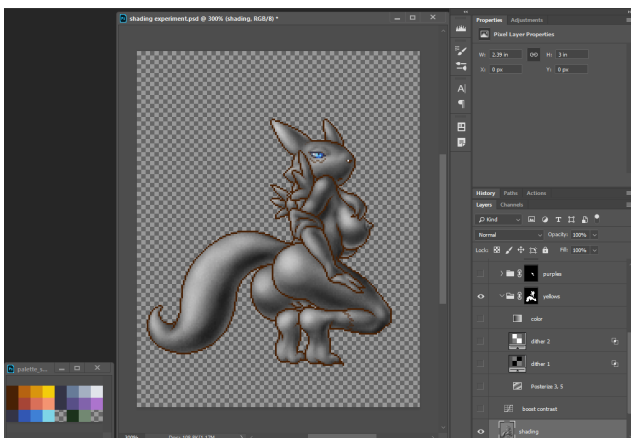 shading experiment.psd @ 300% (shading, RGB/8) *
Properties Adjustments
Pixel Layer Properties
W: 2.39 in H: 3 in
X: 0 px Y: 0 px
History Paths Actions
Layers Channels
Kind
Normal Opacity: 100%
Lock: Fill: 100%
purples
yellows
color
dither 2
dither 1
Posterize 3, 5
boost contrast
shading
palette_s...
300%